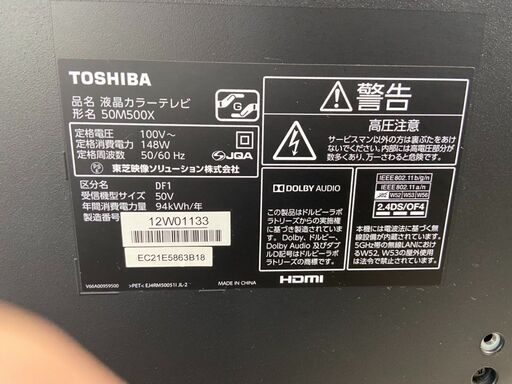 TOSHIBA
品名 液晶カラーテレビ
形名 50M500X
G
定格電圧 100V~
定格消費電力 148W
定格周波数 50/60 Hz
JQA
東芝映像ソリューション株式会社
区分名 DF1
受信機型サイズ 50V
年間消費電力量 94kWh/年
製造番号
12W01133
EC21E5863B18
V66A00959500 >PET< EJ4RM50051i JL-2 MADE IN CHINA
警告
高圧注意
サービスマン以外の方は裏ぶたをあけ
ないでください。内部には高電圧部分が
数多くあり、万一さわると危険です。
DOLBY AUDIO
この製品はドルビーラボ
ラトリーズからの実施権
に基づき製造されていま
す。Dolby、ドルビー、
Dolby Audio 及びダブ
ルD記号はドルビーラボ
ラトリーズの商標です。
HDMI
IEEE802.11b/g/n
IEEE802.11a/n
J52 W52 W53 W56
2.4DS/OF4
本機には電波法に基づく無
線設備が内蔵されています。
5GHz帯の無線LANにおけ
るW52、W53の屋外使用
は法令で禁止されています。